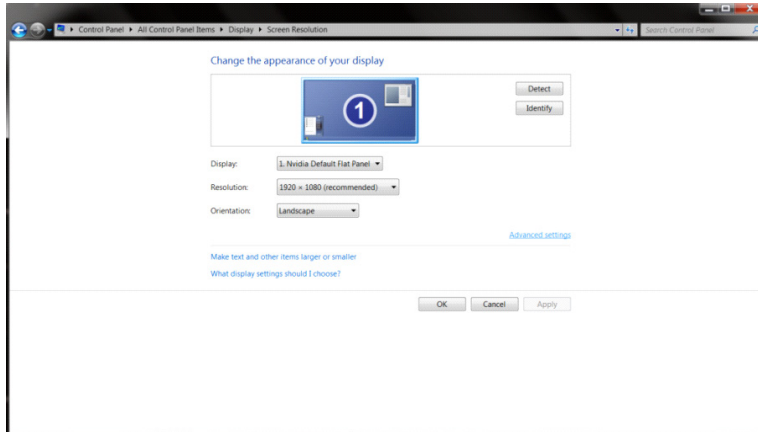 Control Panel ▸ All Control Panel Items ▸ Display ▸ Screen Resolution
Search Control Panel
Change the appearance of your display
1
Detect
Identify
Display: 1. Nvidia Default Flat Panel
Resolution: 1920 × 1080 (recommended)
Orientation: Landscape
Advanced settings
Make text and other items larger or smaller
What display settings should I choose?
OK Cancel Apply